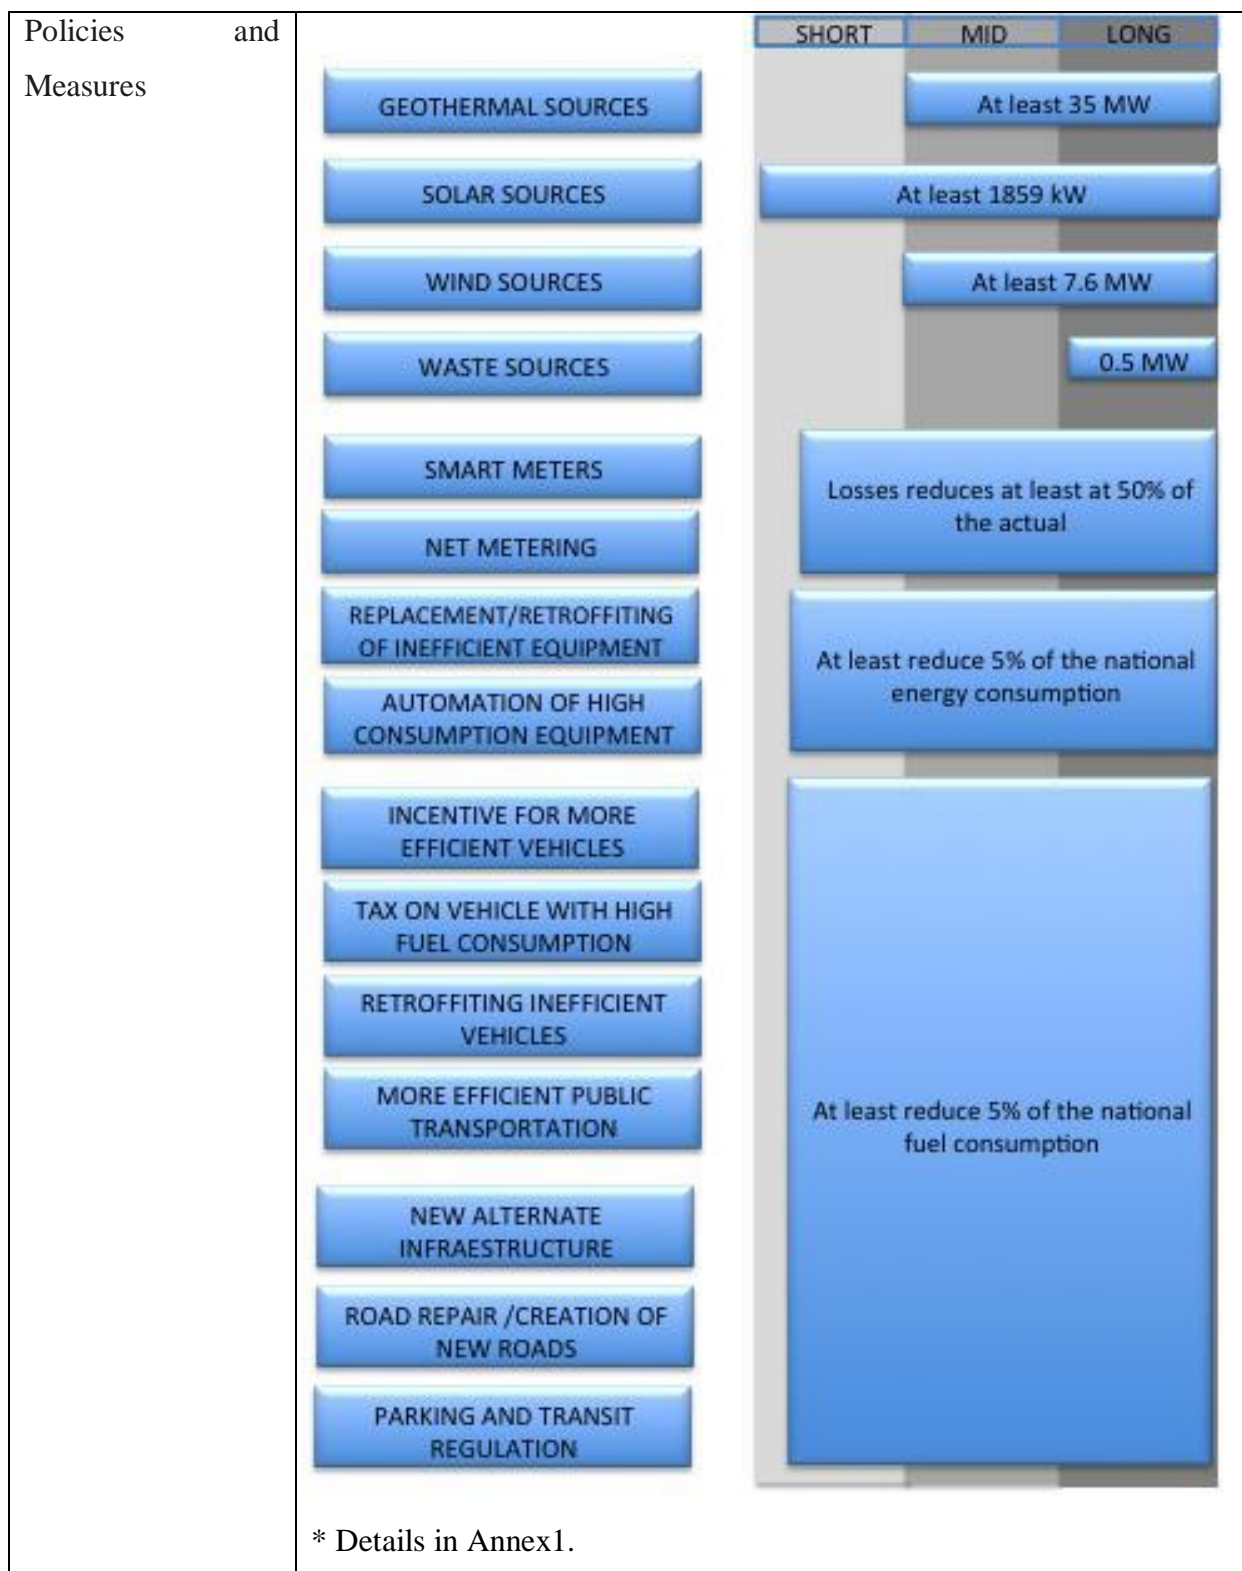 Policies and
Measures
SHORT MID LONG
GEOTHERMAL SOURCES
At least 35 MW
SOLAR SOURCES
At least 1859 kW
WIND SOURCES
At least 7.6 MW
WASTE SOURCES
0.5 MW
SMART METERS
NET METERING
Losses reduces at least at 50% of
the actual
REPLACEMENT/RETROFFITING
OF INEFFICIENT EQUIPMENT
AUTOMATION OF HIGH
CONSUMPTION EQUIPMENT
At least reduce 5% of the national
energy consumption
INCENTIVE FOR MORE
EFFICIENT VEHICLES
TAX ON VEHICLE WITH HIGH
FUEL CONSUMPTION
RETROFFITING INEFFICIENT
VEHICLES
MORE EFFICIENT PUBLIC
TRANSPORTATION
NEW ALTERNATE
INFRAESTRUCTURE
ROAD REPAIR /CREATION OF
NEW ROADS
PARKING AND TRANSIT
REGULATION
At least reduce 5% of the national
fuel consumption
* Details in Annex1.